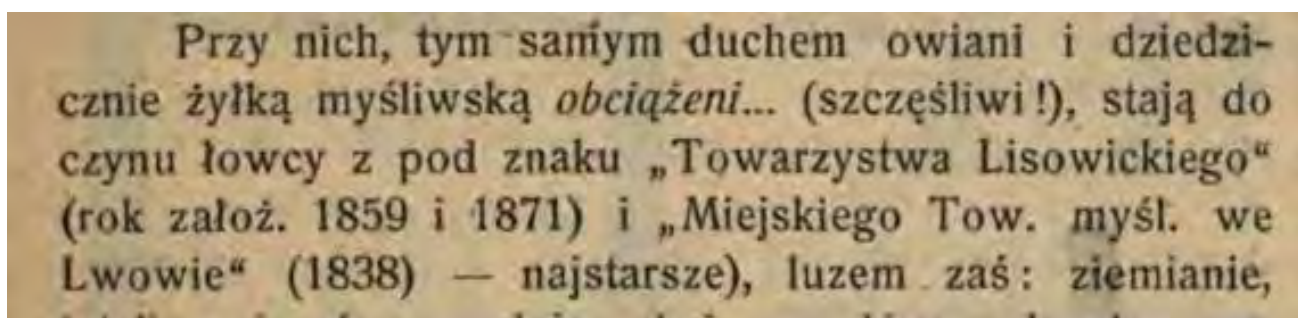 Przy nich, tym samym duchem owiani i dziedzi-
cznie żyłką myśliwską obciążeni... (szczęśliwi!), stają do
czynu łowcy z pod znaku „Towarzystwa Lisowickiego“
(rok założ. 1859 i 1871) i „Miejskiego Tow. myśl. we
Lwowie“ (1838) — najstarsze), luzem zaś: ziemianie,